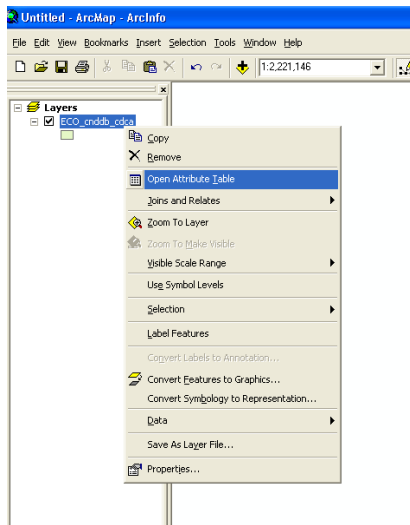 Untitled - ArcMap - ArcInfo
File Edit View Bookmarks Insert Selection Tools Window Help
1:2,221,146
Layers
ECO_cnddb_cdca
Copy
Remove
Open Attribute Table
Joins and Relates
Zoom To Layer
Zoom To Make Visible
Visible Scale Range
Use Symbol Levels
Selection
Label Features
Convert Labels to Annotation...
Convert Features to Graphics...
Convert Symbology to Representation...
Data
Save As Layer File...
Properties...